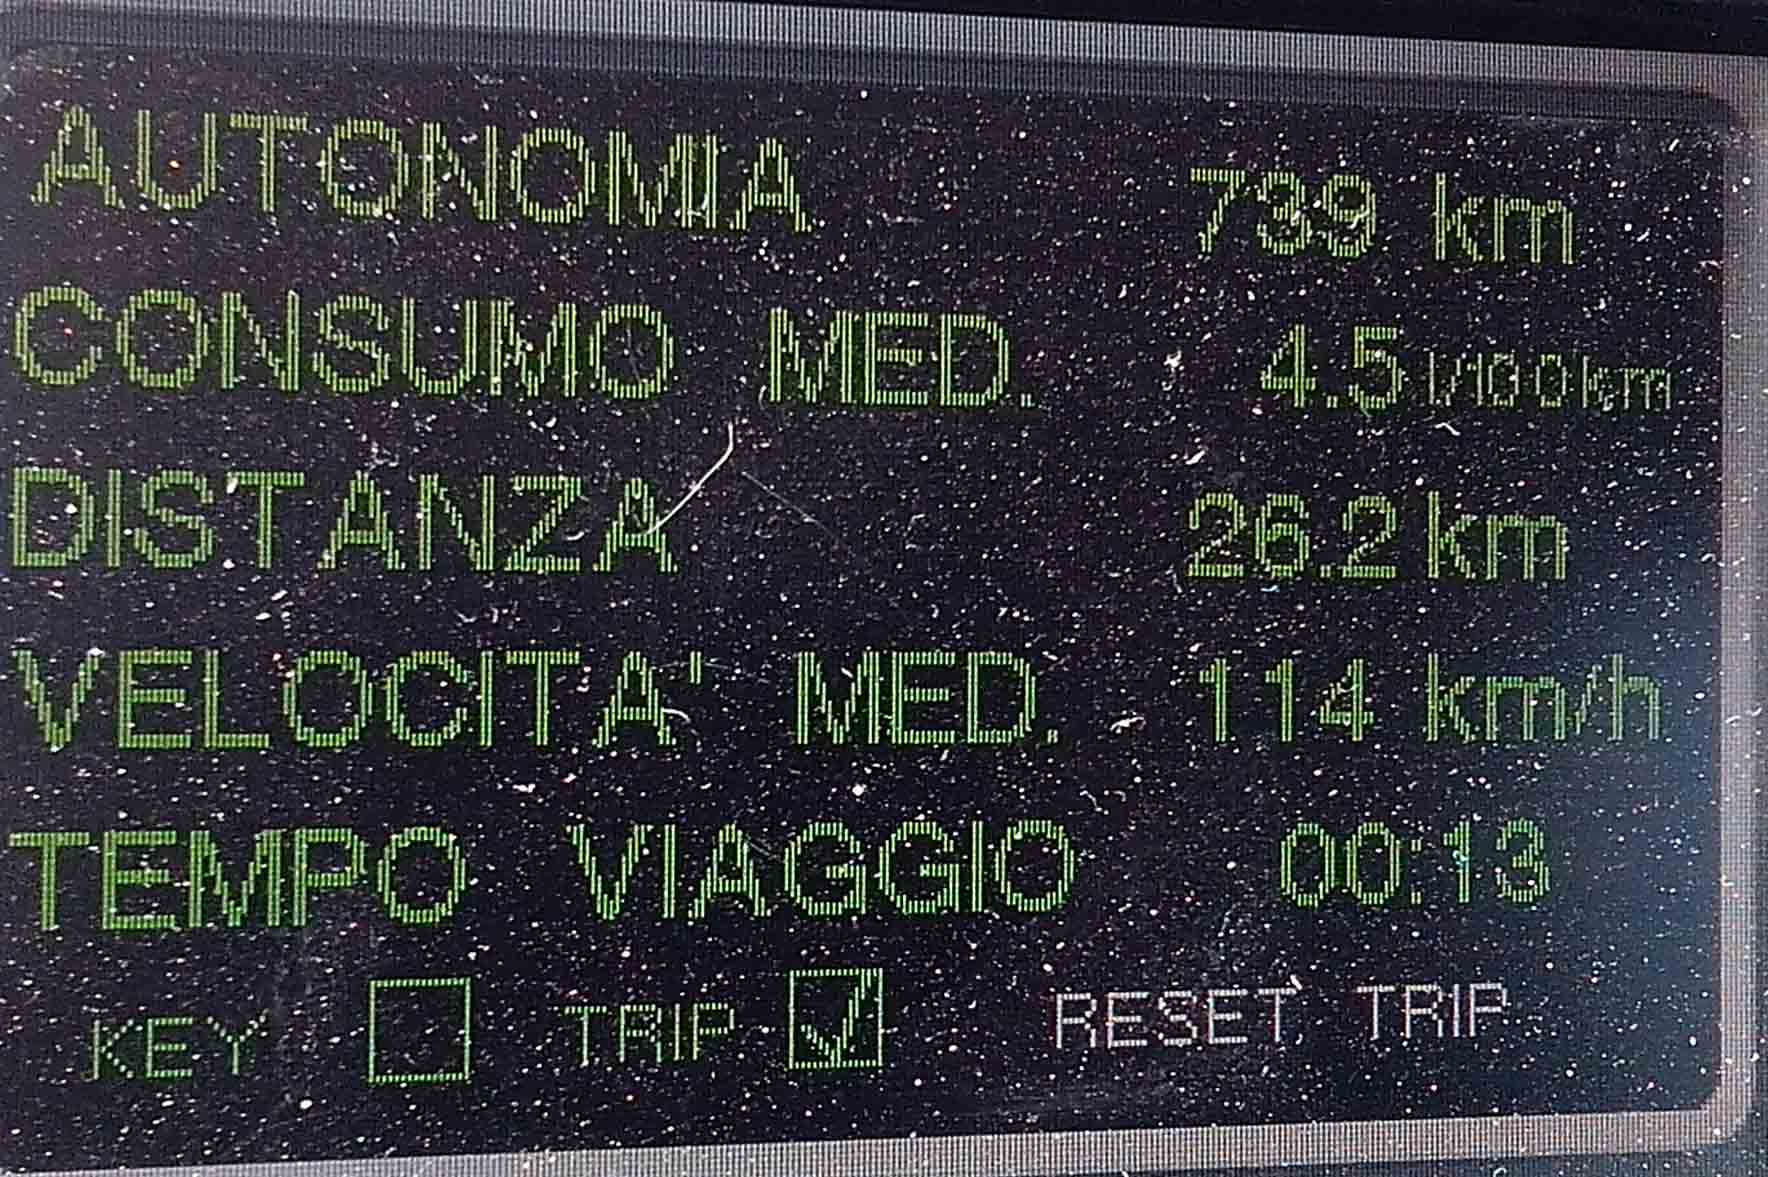 AUTONOMIA 739 km
CONSUMO MED. 4.5 l/100km
DISTANZA 26.2 km
VELOCITA' MED. 114 km/h
TEMPO VIAGGIO 00:13
KEY TRIP RESET TRIP